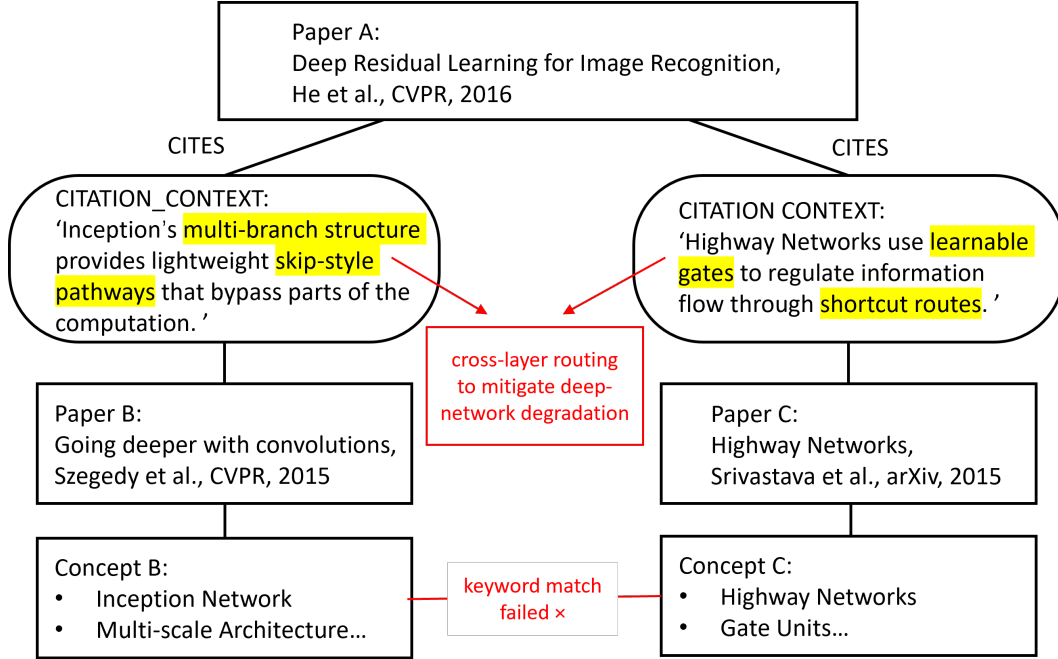 Paper A:
Deep Residual Learning for Image Recognition,
He et al., CVPR, 2016
CITES
CITES
CITATION_CONTEXT:
‘Inception's multi-branch structure
provides lightweight skip-style
pathways that bypass parts of the
computation. ’
CITATION CONTEXT:
‘Highway Networks use learnable
gates to regulate information
flow through shortcut routes. ’
cross-layer routing
to mitigate deep-
network degradation
Paper B:
Going deeper with convolutions,
Szegedy et al., CVPR, 2015
Paper C:
Highway Networks,
Srivastava et al., arXiv, 2015
Concept B:
• Inception Network
• Multi-scale Architecture…
keyword match
failed ×
Concept C:
• Highway Networks
• Gate Units…